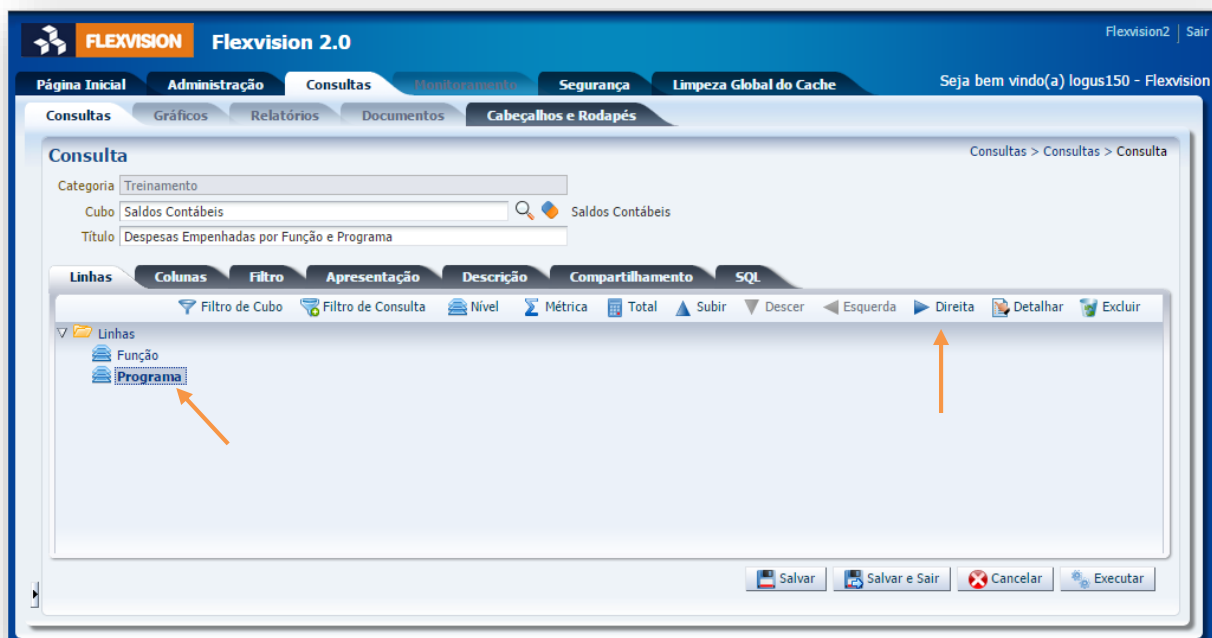 Flexvision2 | Sair
FLEXVISION Flexvision 2.0
Página Inicial Administração Consultas Monitoramento Segurança Limpeza Global do Cache Seja bem vindo(a) logus150 - Flexvision
Consultas Gráficos Relatórios Documentos Cabeçalhos e Rodapés
Consulta Consultas > Consultas > Consulta
Categoria Treinamento
Cubo Saldos Contábeis Saldos Contábeis
Título Despesas Empenhadas por Função e Programa
Linhas Colunas Filtro Apresentação Descrição Compartilhamento SQL
Filtro de Cubo Filtro de Consulta Nível Métrica Total Subir Descer Esquerda Direita Detalhar Excluir
Linhas
Função
Programa
Salvar Salvar e Sair Cancelar Executar